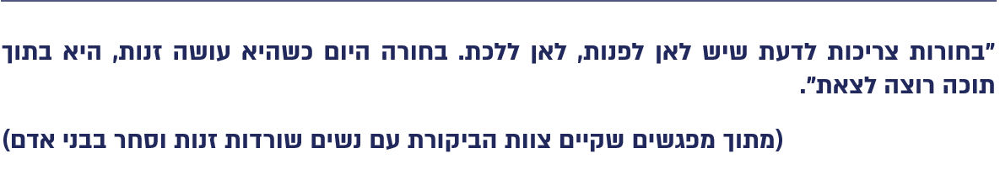 "בחורות צריכות לדעת שיש לאן לפנות, לאן ללכת. בחורה היום כשהיא עושה זנות, היא בתוך
תוכה רוצה לצאת".
(מתוך מפגשים שקיים צוות הביקורת עם נשים שורדות זנות וסחר בבני אדם)